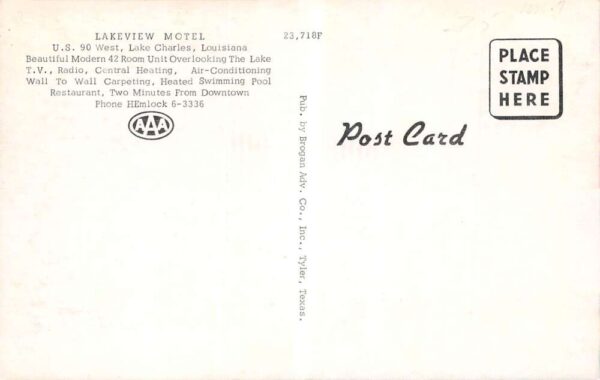 LAKEVIEW MOTEL
U.S. 90 West, Lake Charles, Louisiana
Beautiful Modern 42 Room Unit Overlooking The Lake
T.V., Radio, Central Heating, Air-Conditioning
Wall To Wall Carpeting, Heated Swimming Pool
Restaurant, Two Minutes From Downtown
Phone HEmlock 6-3336
AAA
23,718F
Pub. by Brogan Adv. Co., Inc., Tyler, Texas.
Post Card
PLACE
STAMP
HERE